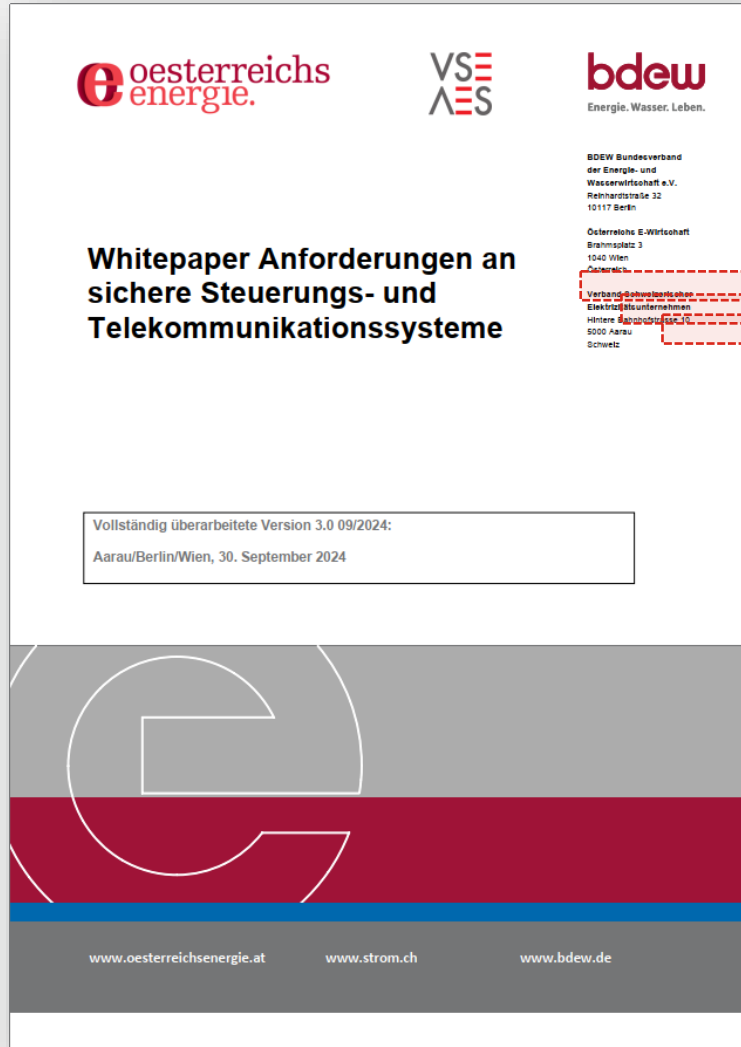 oesterreichs
energie.
VSE
AES
bdew
Energie. Wasser. Leben.
BDEW Bundesverband
der Energie- und
Wasserwirtschaft e.V.
Reinhardtstraße 32
10117 Berlin
Österreichs E-Wirtschaft
Brahmsplatz 3
1040 Wien
Österreich
Verband Schweizerischer
Elektrizitätsunternehmen
Hintere Bahnhofstrasse 10
5000 Aarau
Schweiz
Whitepaper Anforderungen an
sichere Steuerungs- und
Telekommunikationssysteme
Vollständig überarbeitete Version 3.0 09/2024:
Aarau/Berlin/Wien, 30. September 2024
www.oesterreichsenergie.at www.strom.ch www.bdew.de